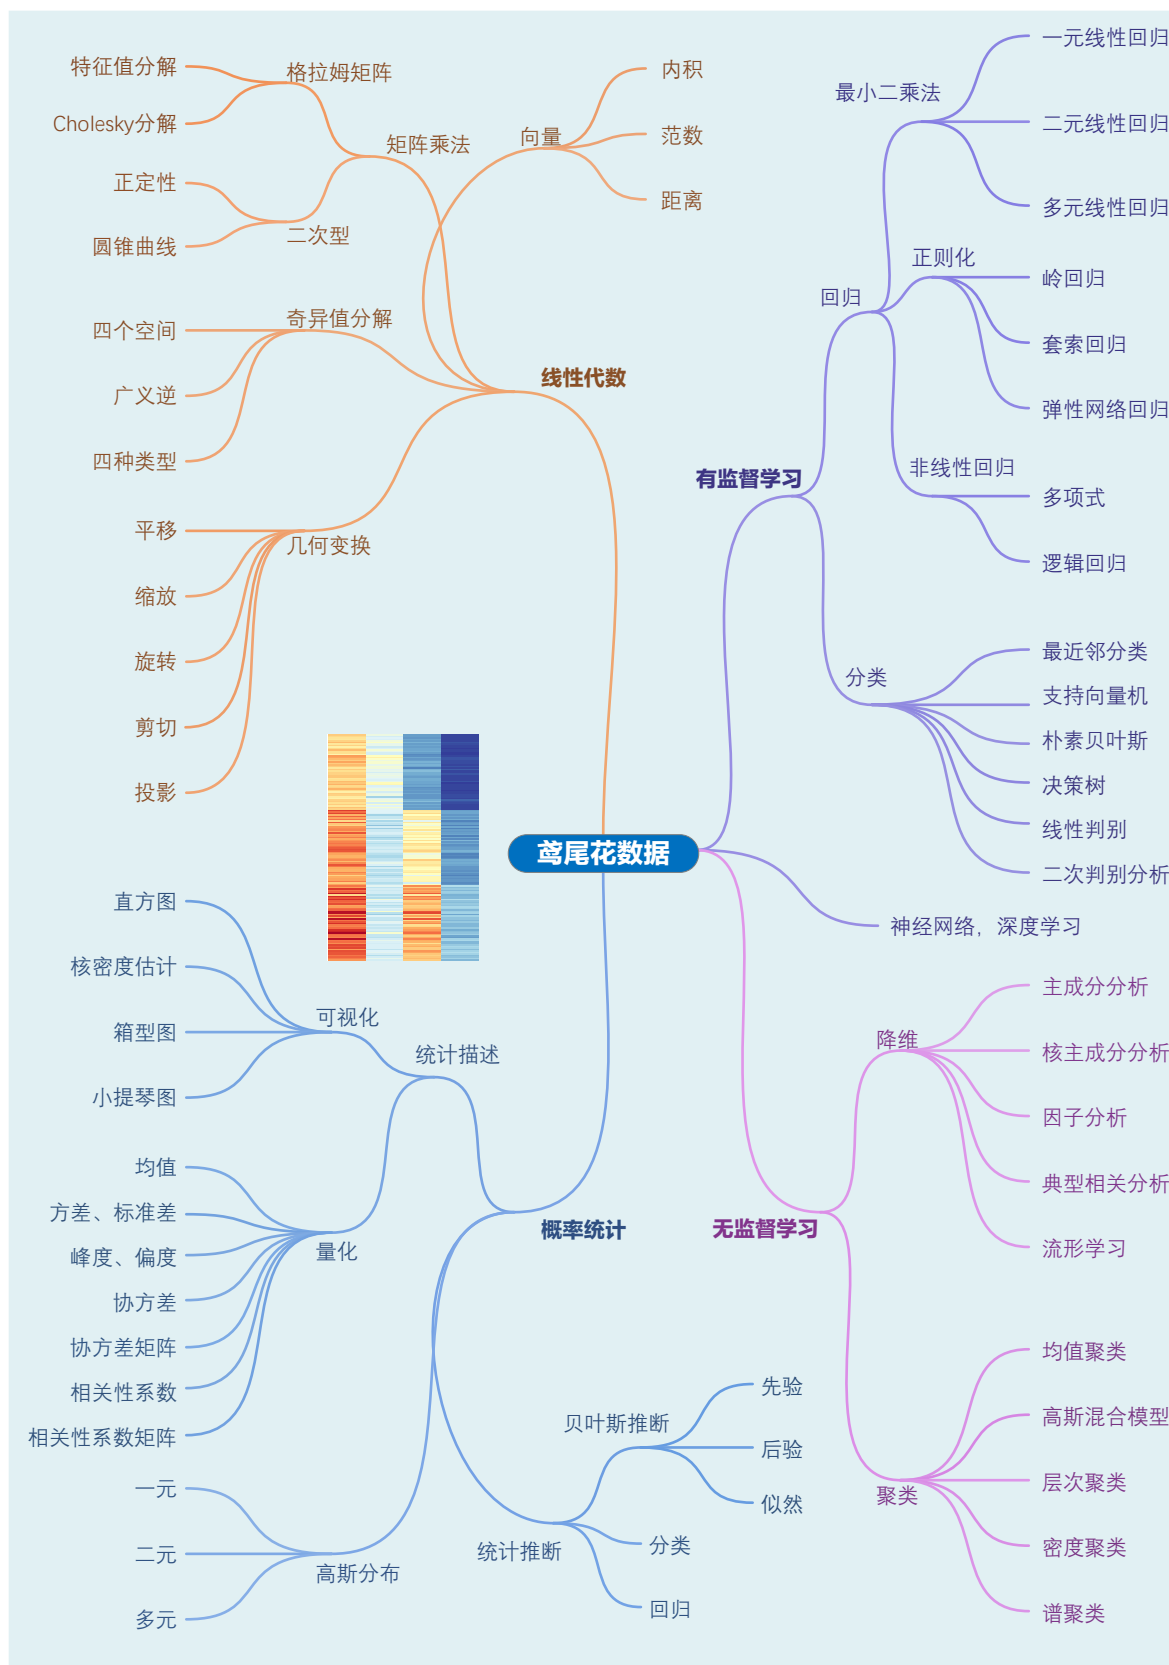 鸢尾花数据
线性代数
向量
内积
范数
距离
矩阵乘法
格拉姆矩阵
特征值分解
Cholesky分解
二次型
正定性
圆锥曲线
奇异值分解
四个空间
广义逆
四种类型
几何变换
平移
缩放
旋转
剪切
投影
概率统计
统计描述
可视化
直方图
核密度估计
箱型图
小提琴图
量化
均值
方差、标准差
峰度、偏度
协方差
协方差矩阵
相关性系数
相关性系数矩阵
高斯分布
一元
二元
多元
统计推断
贝叶斯推断
先验
后验
似然
分类
回归
有监督学习
回归
最小二乘法
一元线性回归
二元线性回归
多元线性回归
正则化
岭回归
套索回归
弹性网络回归
非线性回归
多项式
逻辑回归
分类
最近邻分类
支持向量机
朴素贝叶斯
决策树
线性判别
二次判别分析
神经网络，深度学习
无监督学习
降维
主成分分析
核主成分分析
因子分析
典型相关分析
流形学习
聚类
均值聚类
高斯混合模型
层次聚类
密度聚类
谱聚类